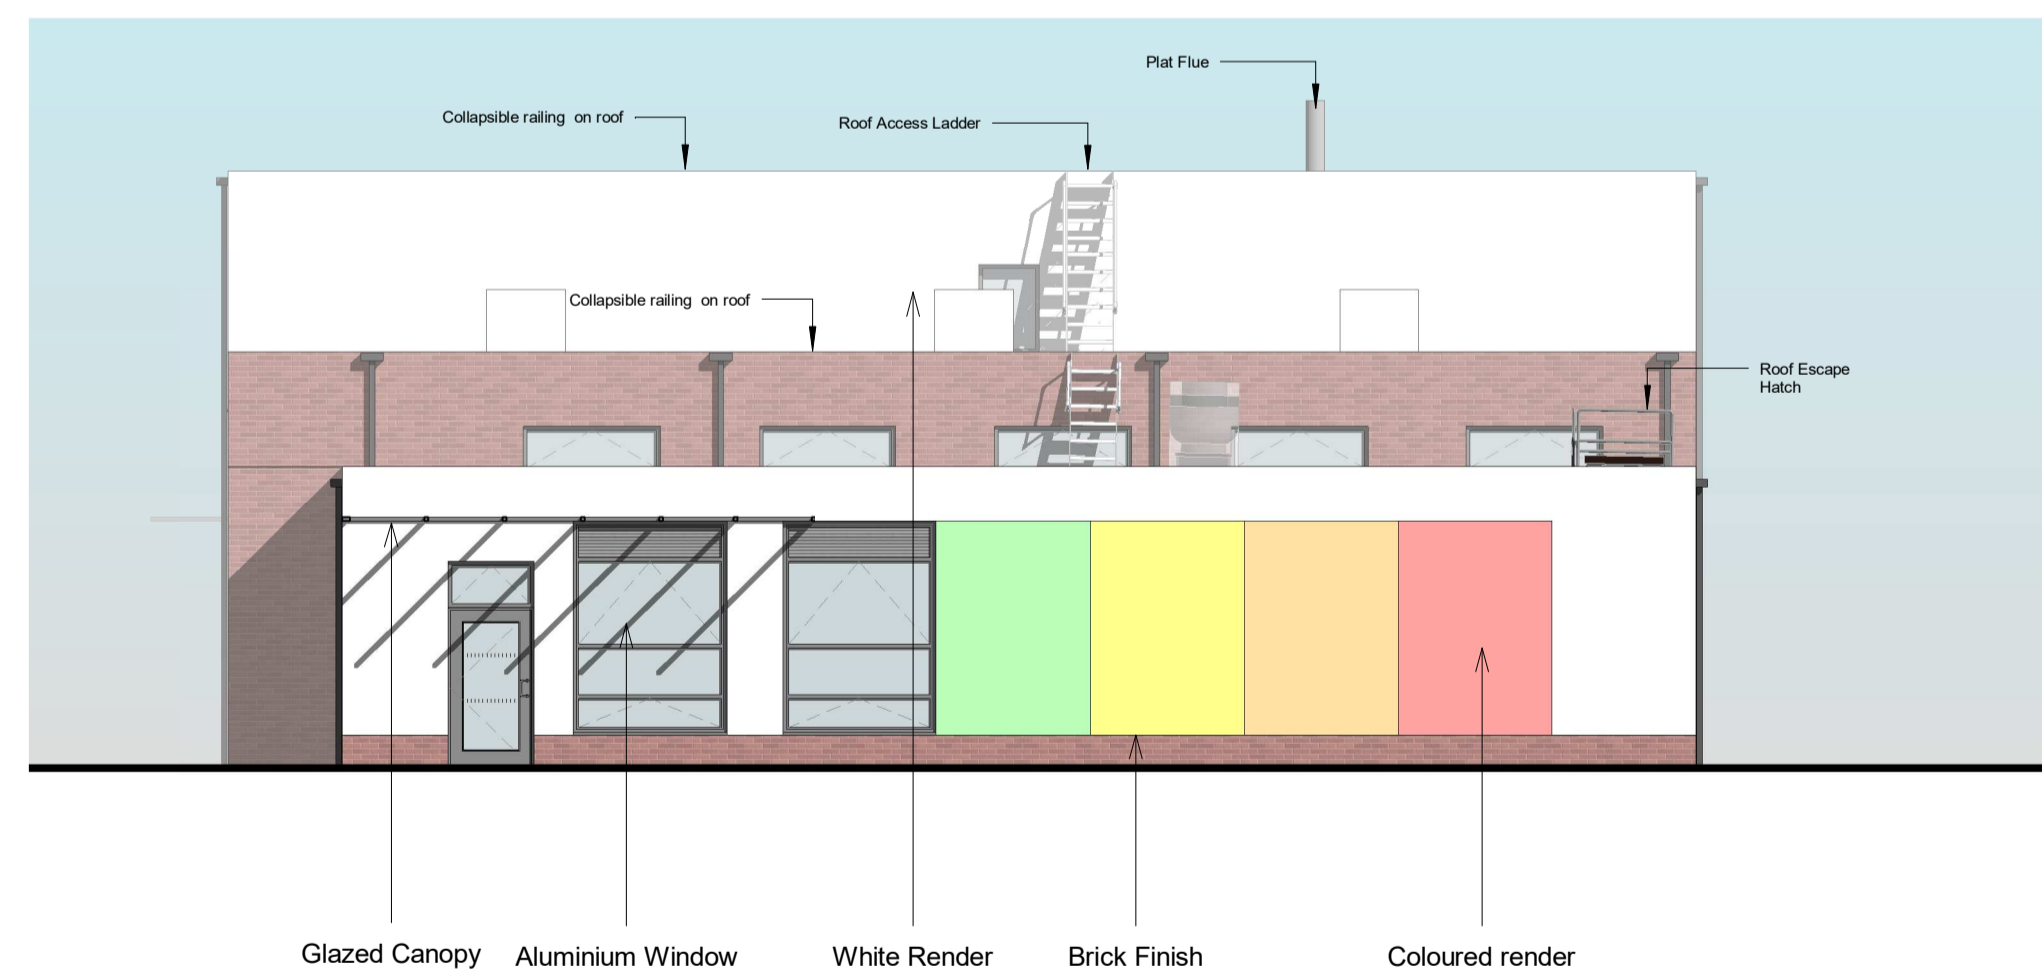 Plat Flue
Collapsible railing on roof
Roof Access Ladder
Collapsible railing on roof
Roof Escape
Hatch
Glazed Canopy
Aluminium Window
White Render
Brick Finish
Coloured render